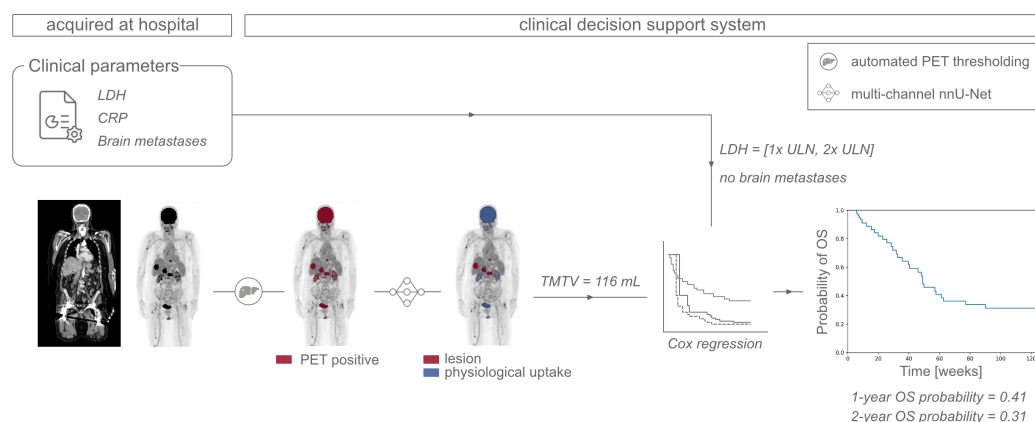 acquired at hospital
clinical decision support system
Clinical parameters
LDH
CRP
Brain metastases
automated PET thresholding
multi-channel nnU-Net
LDH = [1x ULN, 2x ULN]
no brain metastases
TMTV = 116 mL
PET positive
lesion
physiological uptake
Cox regression
Probability of OS
1.0
0.8
0.6
0.4
0.2
0.0
0 20 40 60 80 100 120
Time [weeks]
1-year OS probability = 0.41
2-year OS probability = 0.31